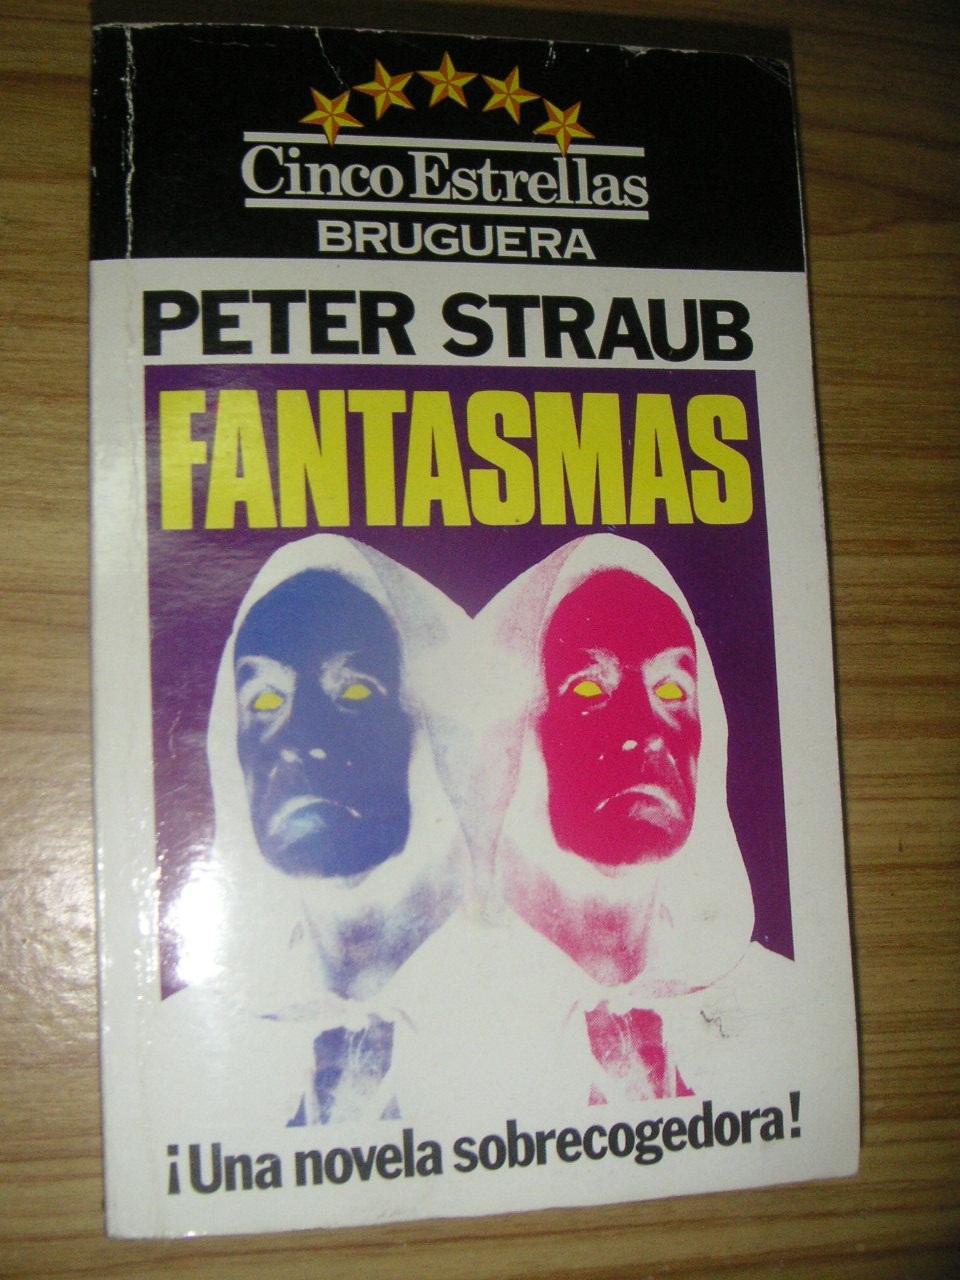 Cinco Estrellas
BRUGUERA
PETER STRAUB
FANTASMAS
¡Una novela sobrecogedora!